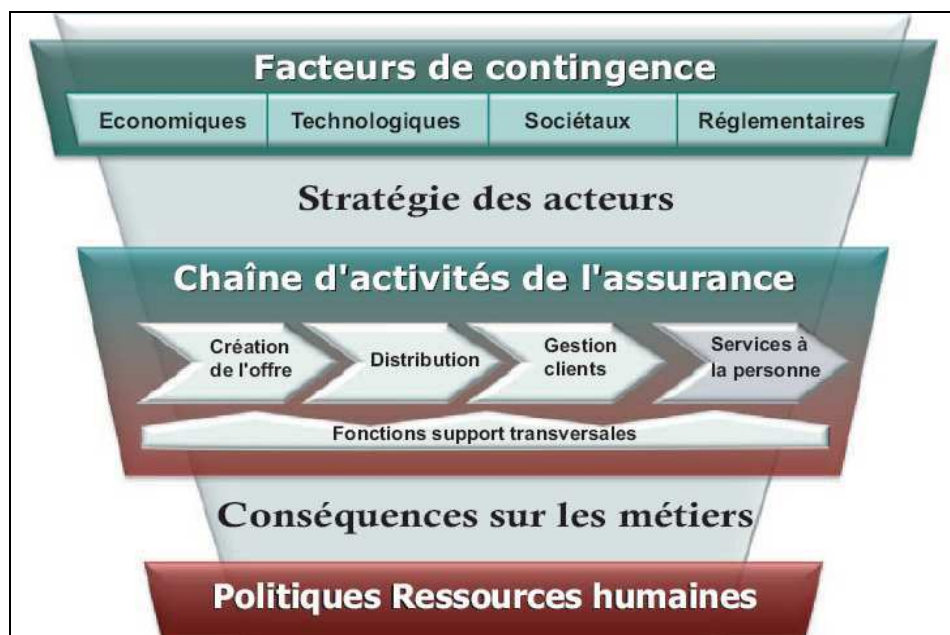 Facteurs de contingence
Economiques
Technologiques
Sociétaux
Réglementaires
Stratégie des acteurs
Chaîne d'activités de l'assurance
Création
de l'offre
Distribution
Gestion
clients
Services à
la personne
Fonctions support transversales
Conséquences sur les métiers
Politiques Ressources humaines